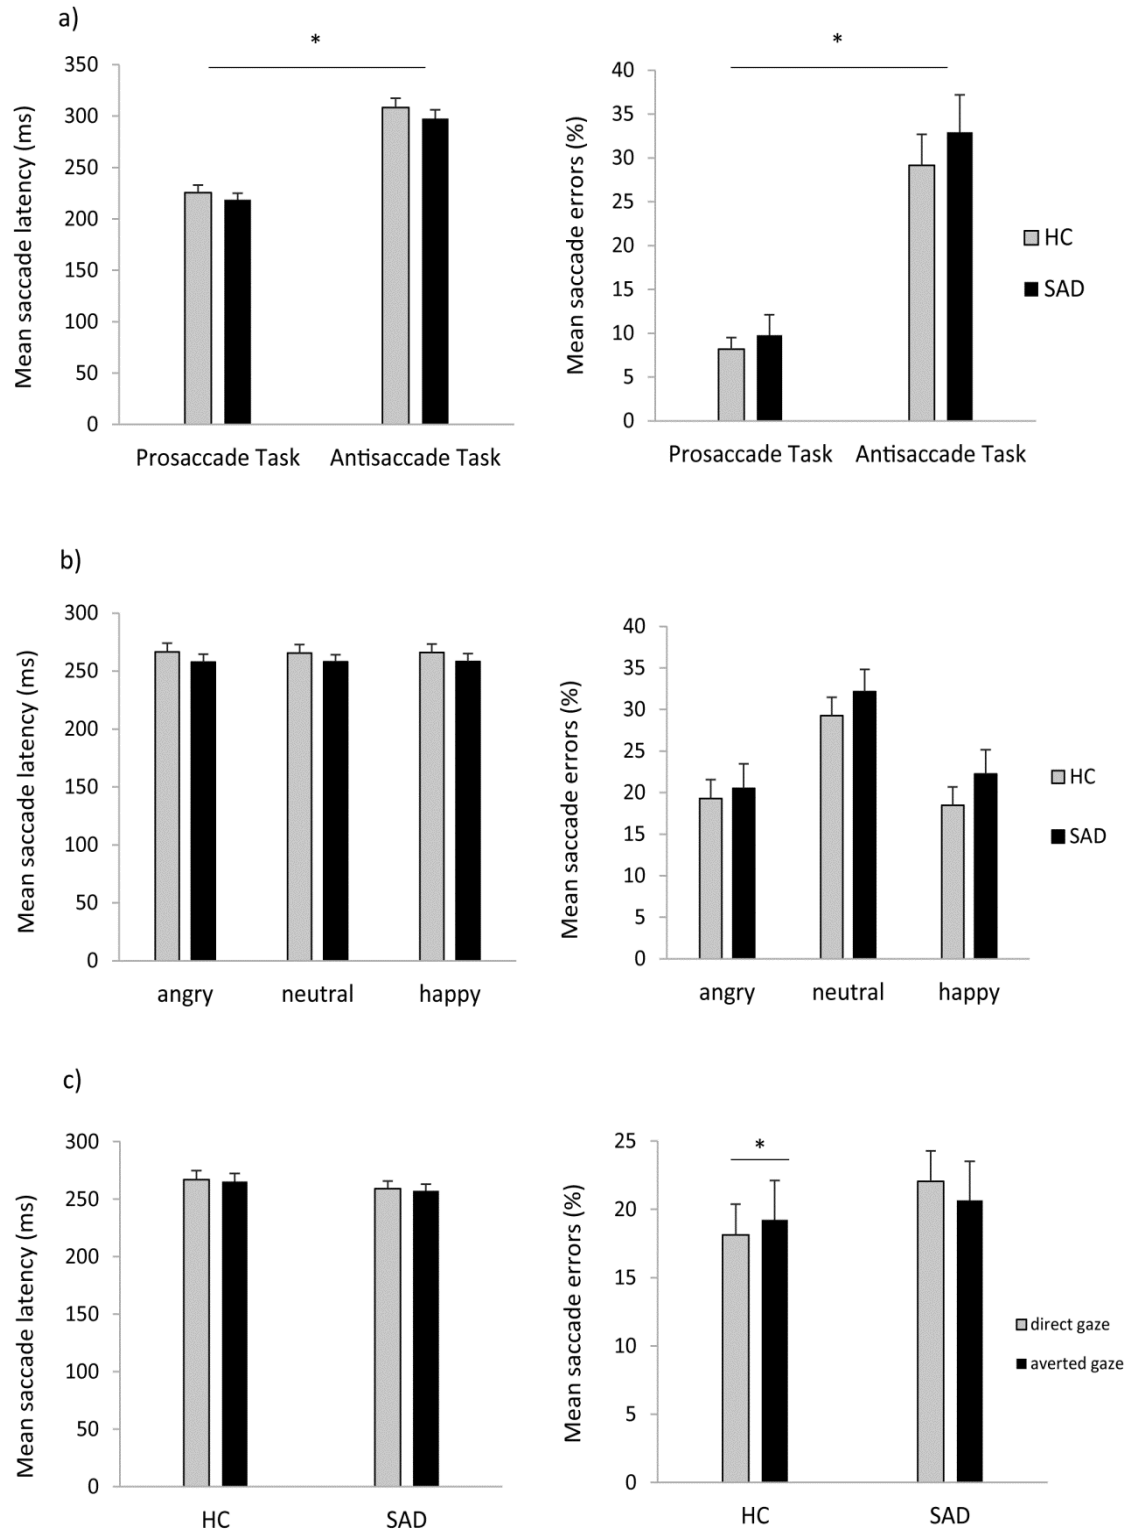 a)
*
Mean saccade latency (ms)
350
300
250
200
150
100
50
0
Prosaccade Task Antisaccade Task
*
Mean saccade errors (%)
40
35
30
25
20
15
10
5
0
Prosaccade Task Antisaccade Task
HC
SAD
b)
Mean saccade latency (ms)
300
250
200
150
100
50
0
angry neutral happy
Mean saccade errors (%)
40
35
30
25
20
15
10
5
0
angry neutral happy
HC
SAD
c)
Mean saccade latency (ms)
300
250
200
150
100
50
0
HC SAD
*
Mean saccade errors (%)
25
20
15
10
5
0
HC SAD
direct gaze
averted gaze